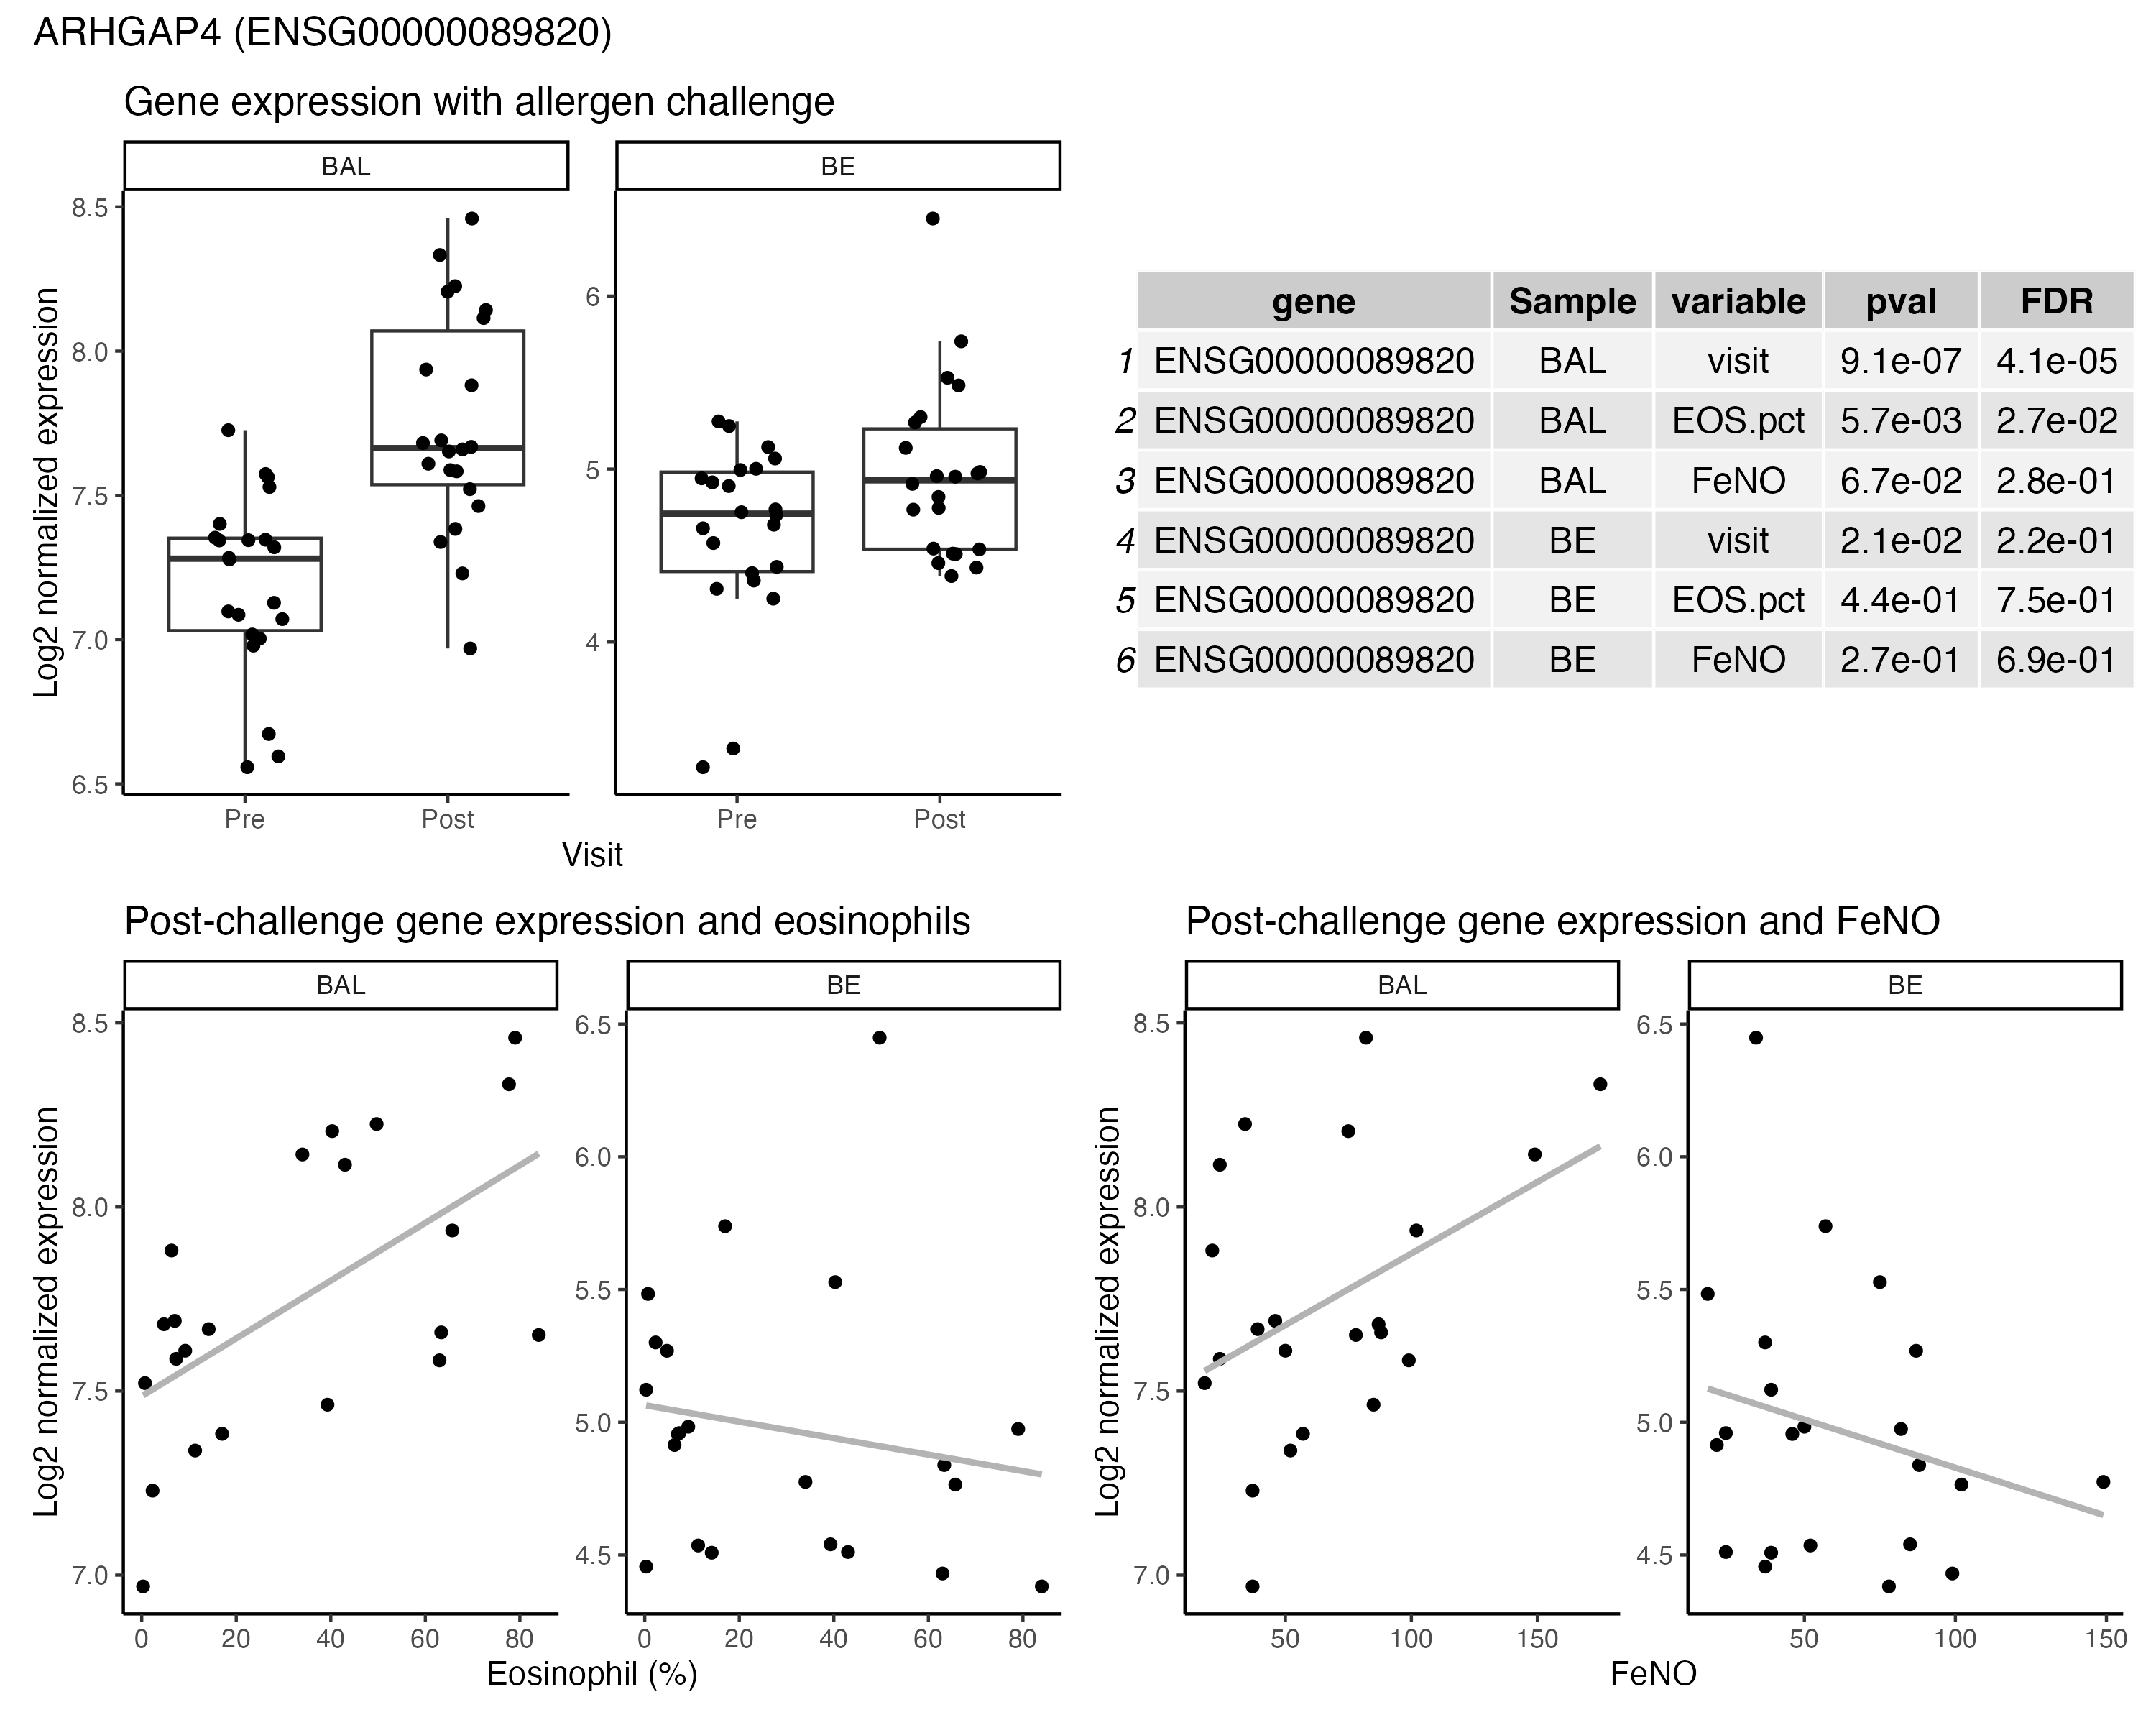 ARHGAP4 (ENSG00000089820)
Gene expression with allergen challenge
BAL BE
Log2 normalized expression
8.5
8.0
7.5
7.0
6.5
6
5
4
Pre Post Pre Post
Visit
gene Sample variable pval FDR
1 ENSG00000089820 BAL visit 9.1e-07 4.1e-05
2 ENSG00000089820 BAL EOS.pct 5.7e-03 2.7e-02
3 ENSG00000089820 BAL FeNO 6.7e-02 2.8e-01
4 ENSG00000089820 BE visit 2.1e-02 2.2e-01
5 ENSG00000089820 BE EOS.pct 4.4e-01 7.5e-01
6 ENSG00000089820 BE FeNO 2.7e-01 6.9e-01
Post-challenge gene expression and eosinophils
BAL BE
Log2 normalized expression
8.5
8.0
7.5
7.0
6.5
6.0
5.5
5.0
4.5
0 20 40 60 80 0 20 40 60 80
Eosinophil (%)
Post-challenge gene expression and FeNO
BAL BE
Log2 normalized expression
8.5
8.0
7.5
7.0
6.5
6.0
5.5
5.0
4.5
50 100 150 50 100 150
FeNO